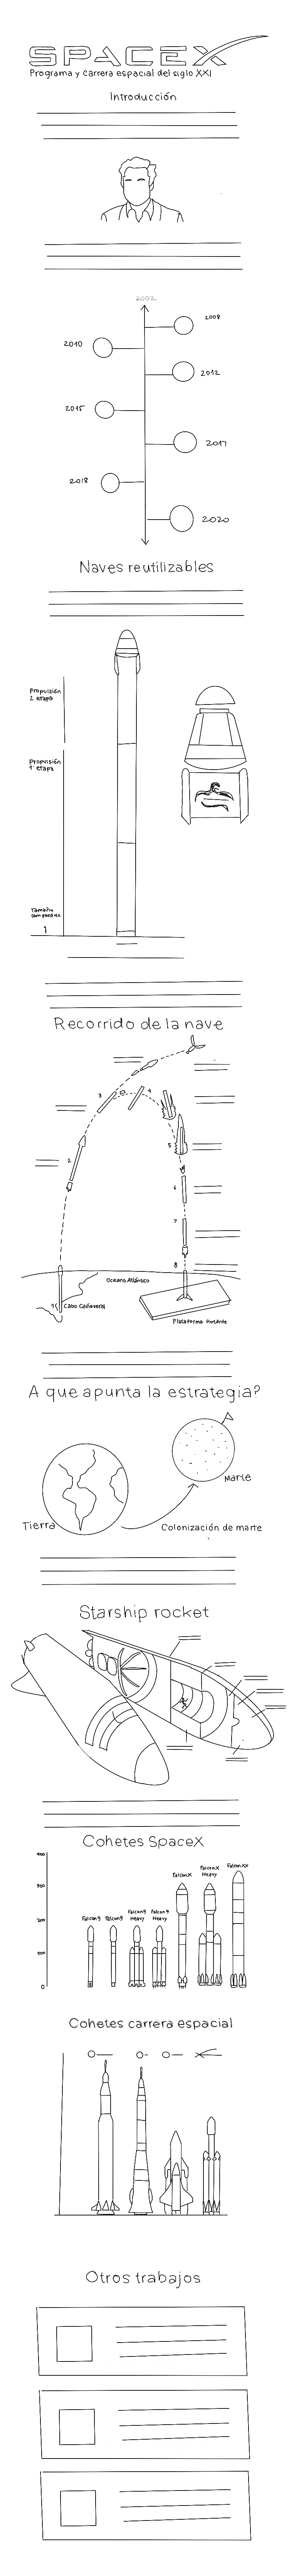 SPACEX
Programa y carrera espacial del siglo XXI
Introducción
2002
2008
2010
2012
2015
2017
2018
2020
Naves reutilizables
Propulsión
2 etapa
Propulsión
1 etapa
Tamaño
comparativo
Recorrido de la nave
3
4
2
5
6
7
8
1
Cabo Cañaveral
Oceano Atlántico
Plataforma flotante
A que apunta la estrategia?
Marte
Tierra
Colonización de marte
Starship rocket
Cohetes SpaceX
400
300
200
100
0
Falcon 9
Falcon 9
Falcon 9
Heavy
Falcon 9
Heavy
Falcon X
Falcon X
Heavy
Falcon XX
Cohetes carrera espacial
Otros trabajos